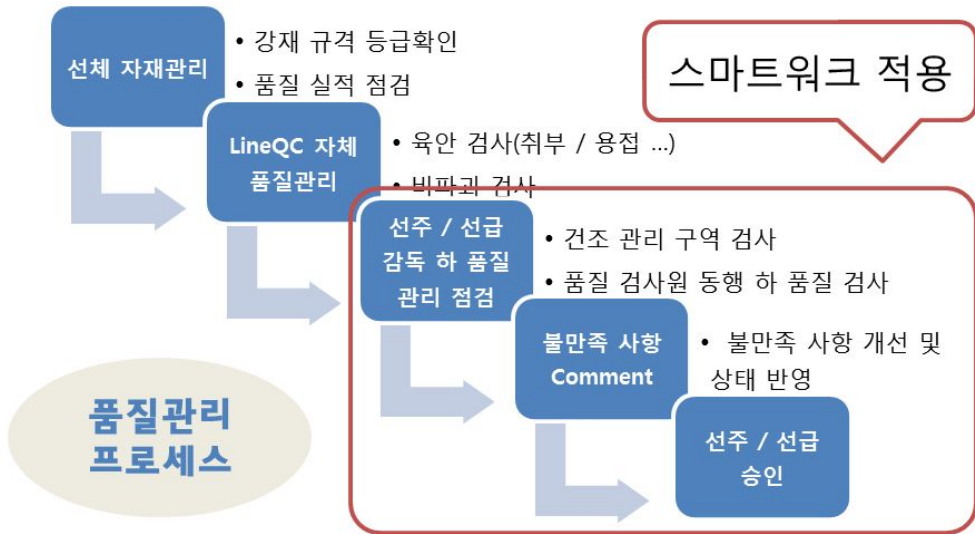 선체 자재관리
• 강재 규격 등급확인
• 품질 실적 점검
스마트워크 적용
LineQC 자체
품질관리
• 육안 검사(취부 / 용접 ...)
• 비파괴 검사
선주 / 선급
감독 하 품질
관리 점검
• 건조 관리 구역 검사
• 품질 검사원 동행 하 품질 검사
불만족 사항
Comment
• 불만족 사항 개선 및
상태 반영
선주 / 선급
승인
품질관리
프로세스